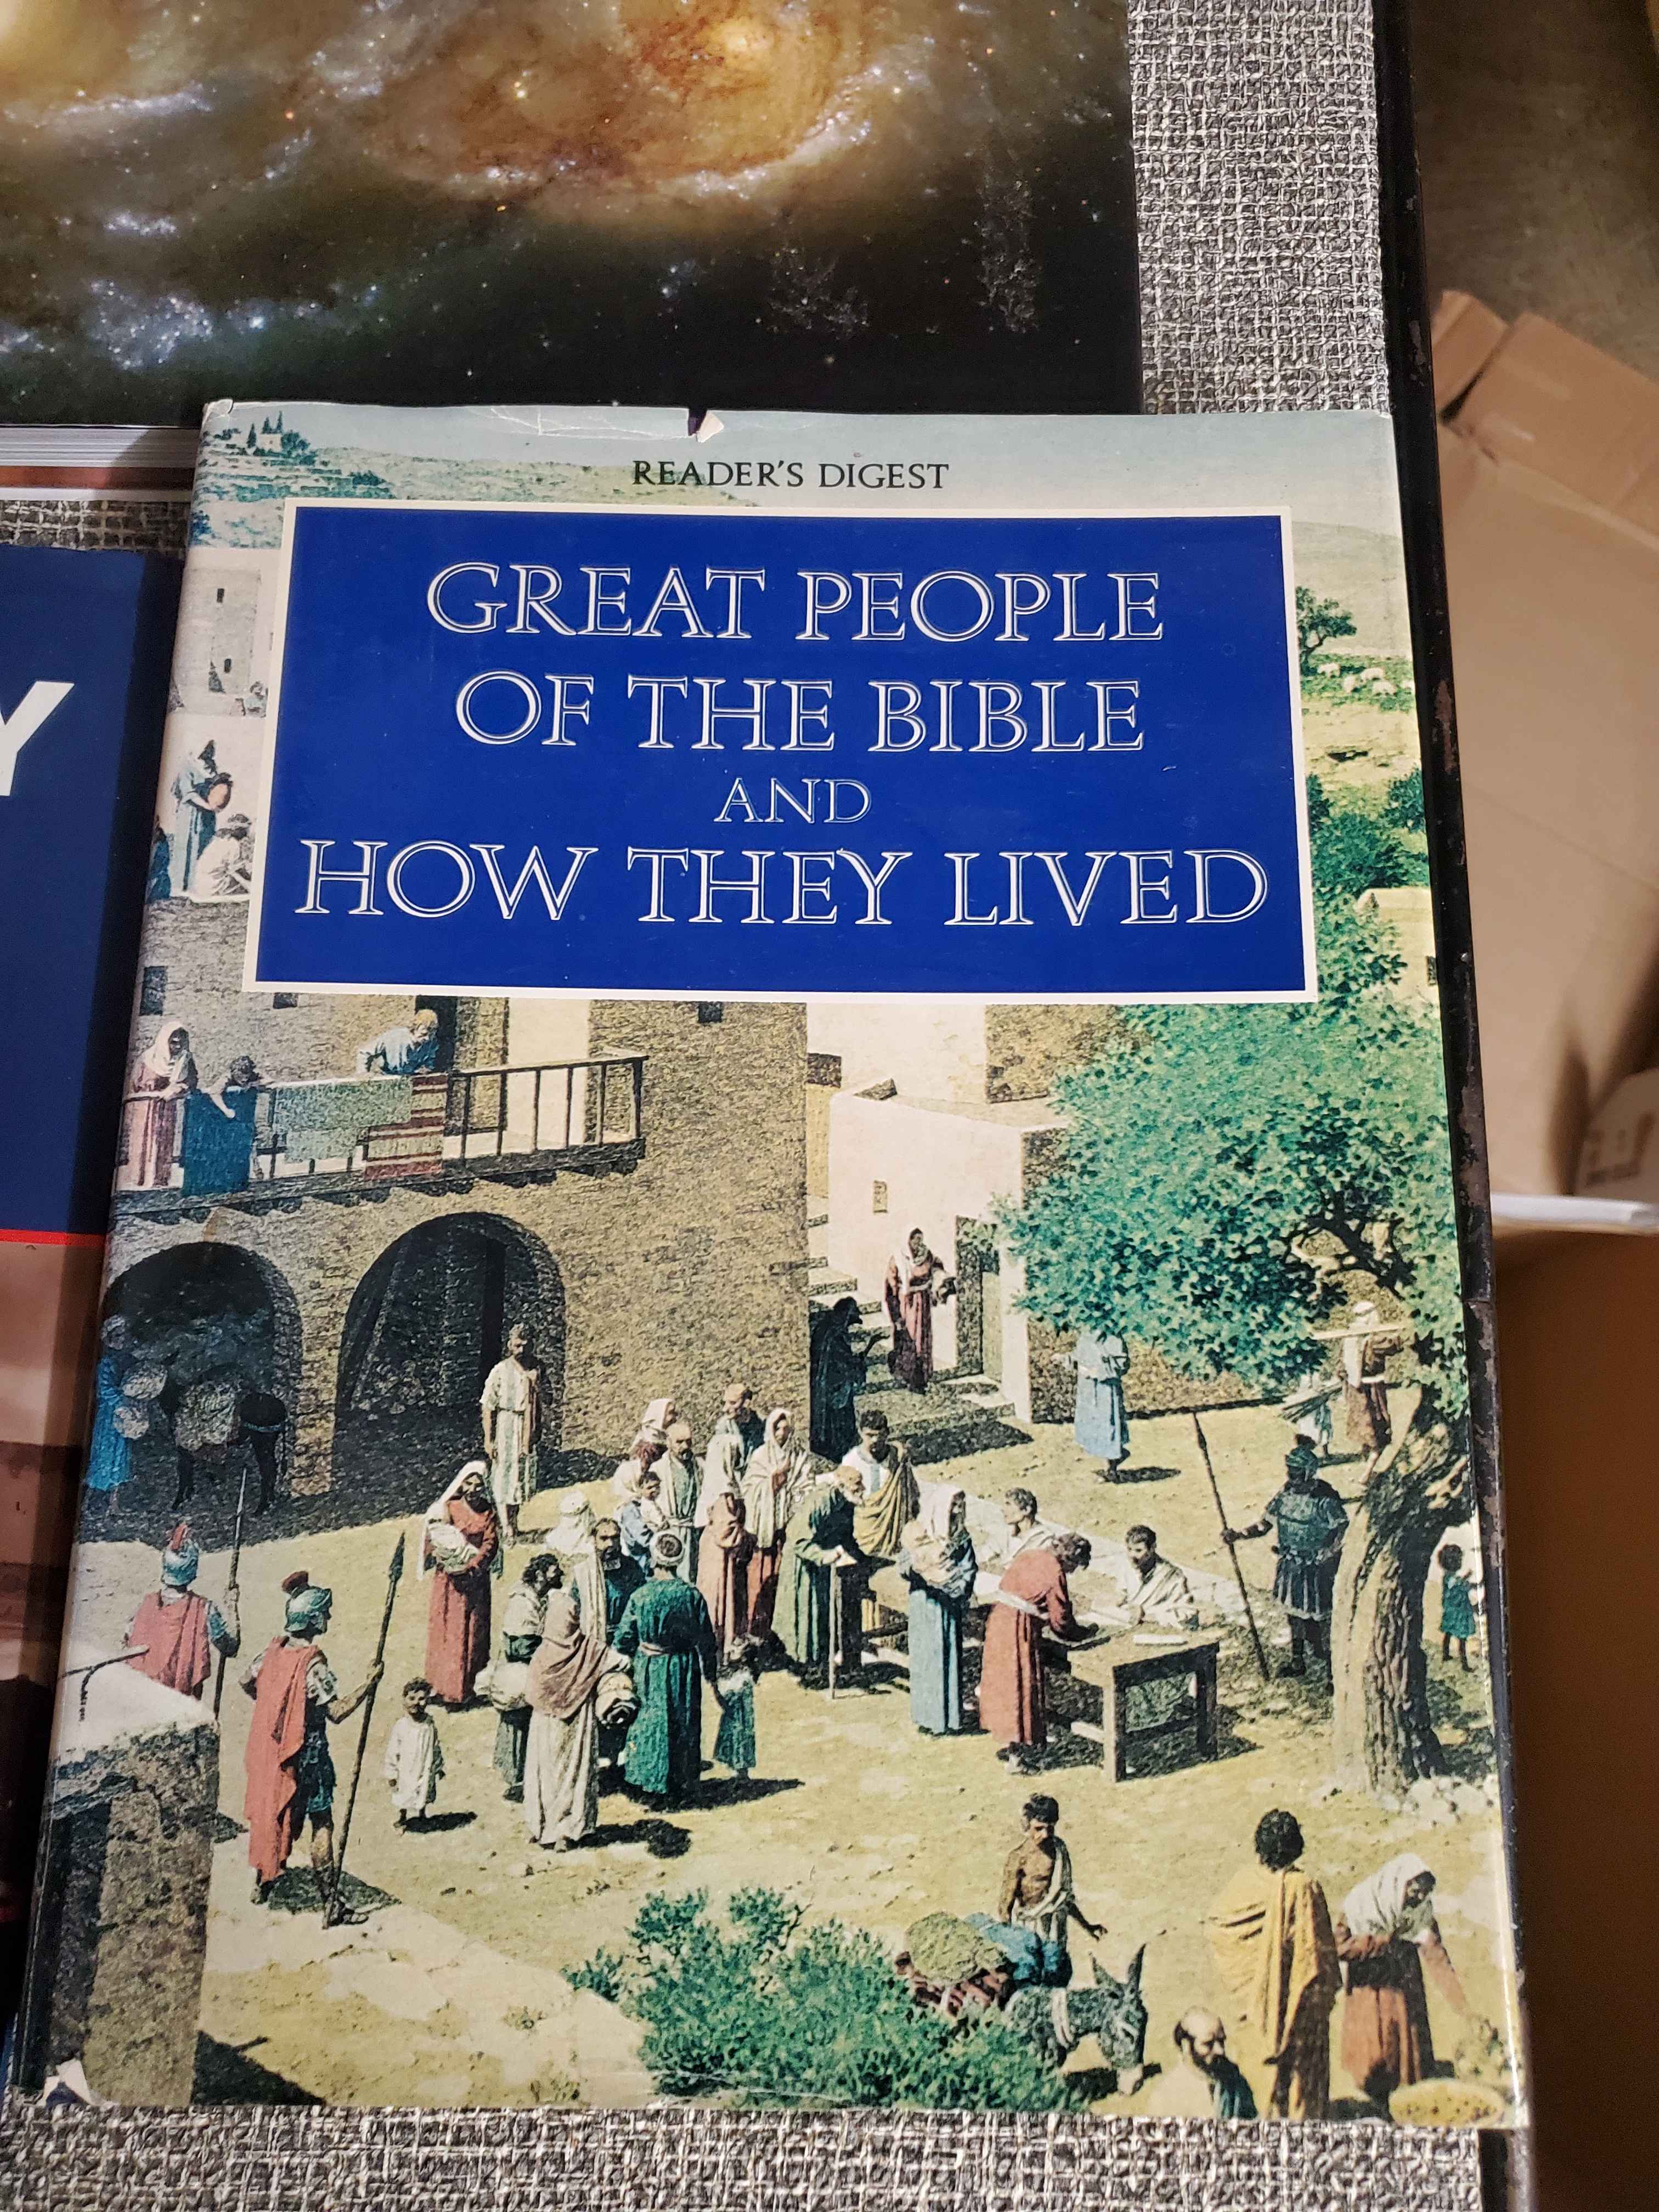 READER'S DIGEST
GREAT PEOPLE
OF THE BIBLE
AND
HOW THEY LIVED
Y